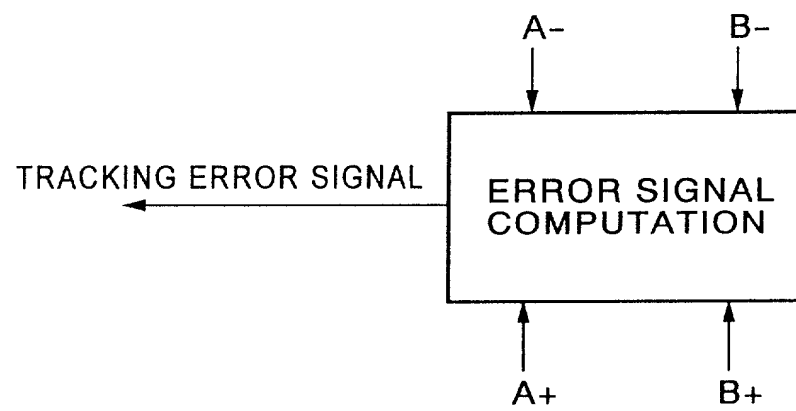 A- B-
TRACKING ERROR SIGNAL
ERROR SIGNAL
COMPUTATION
A+ B+